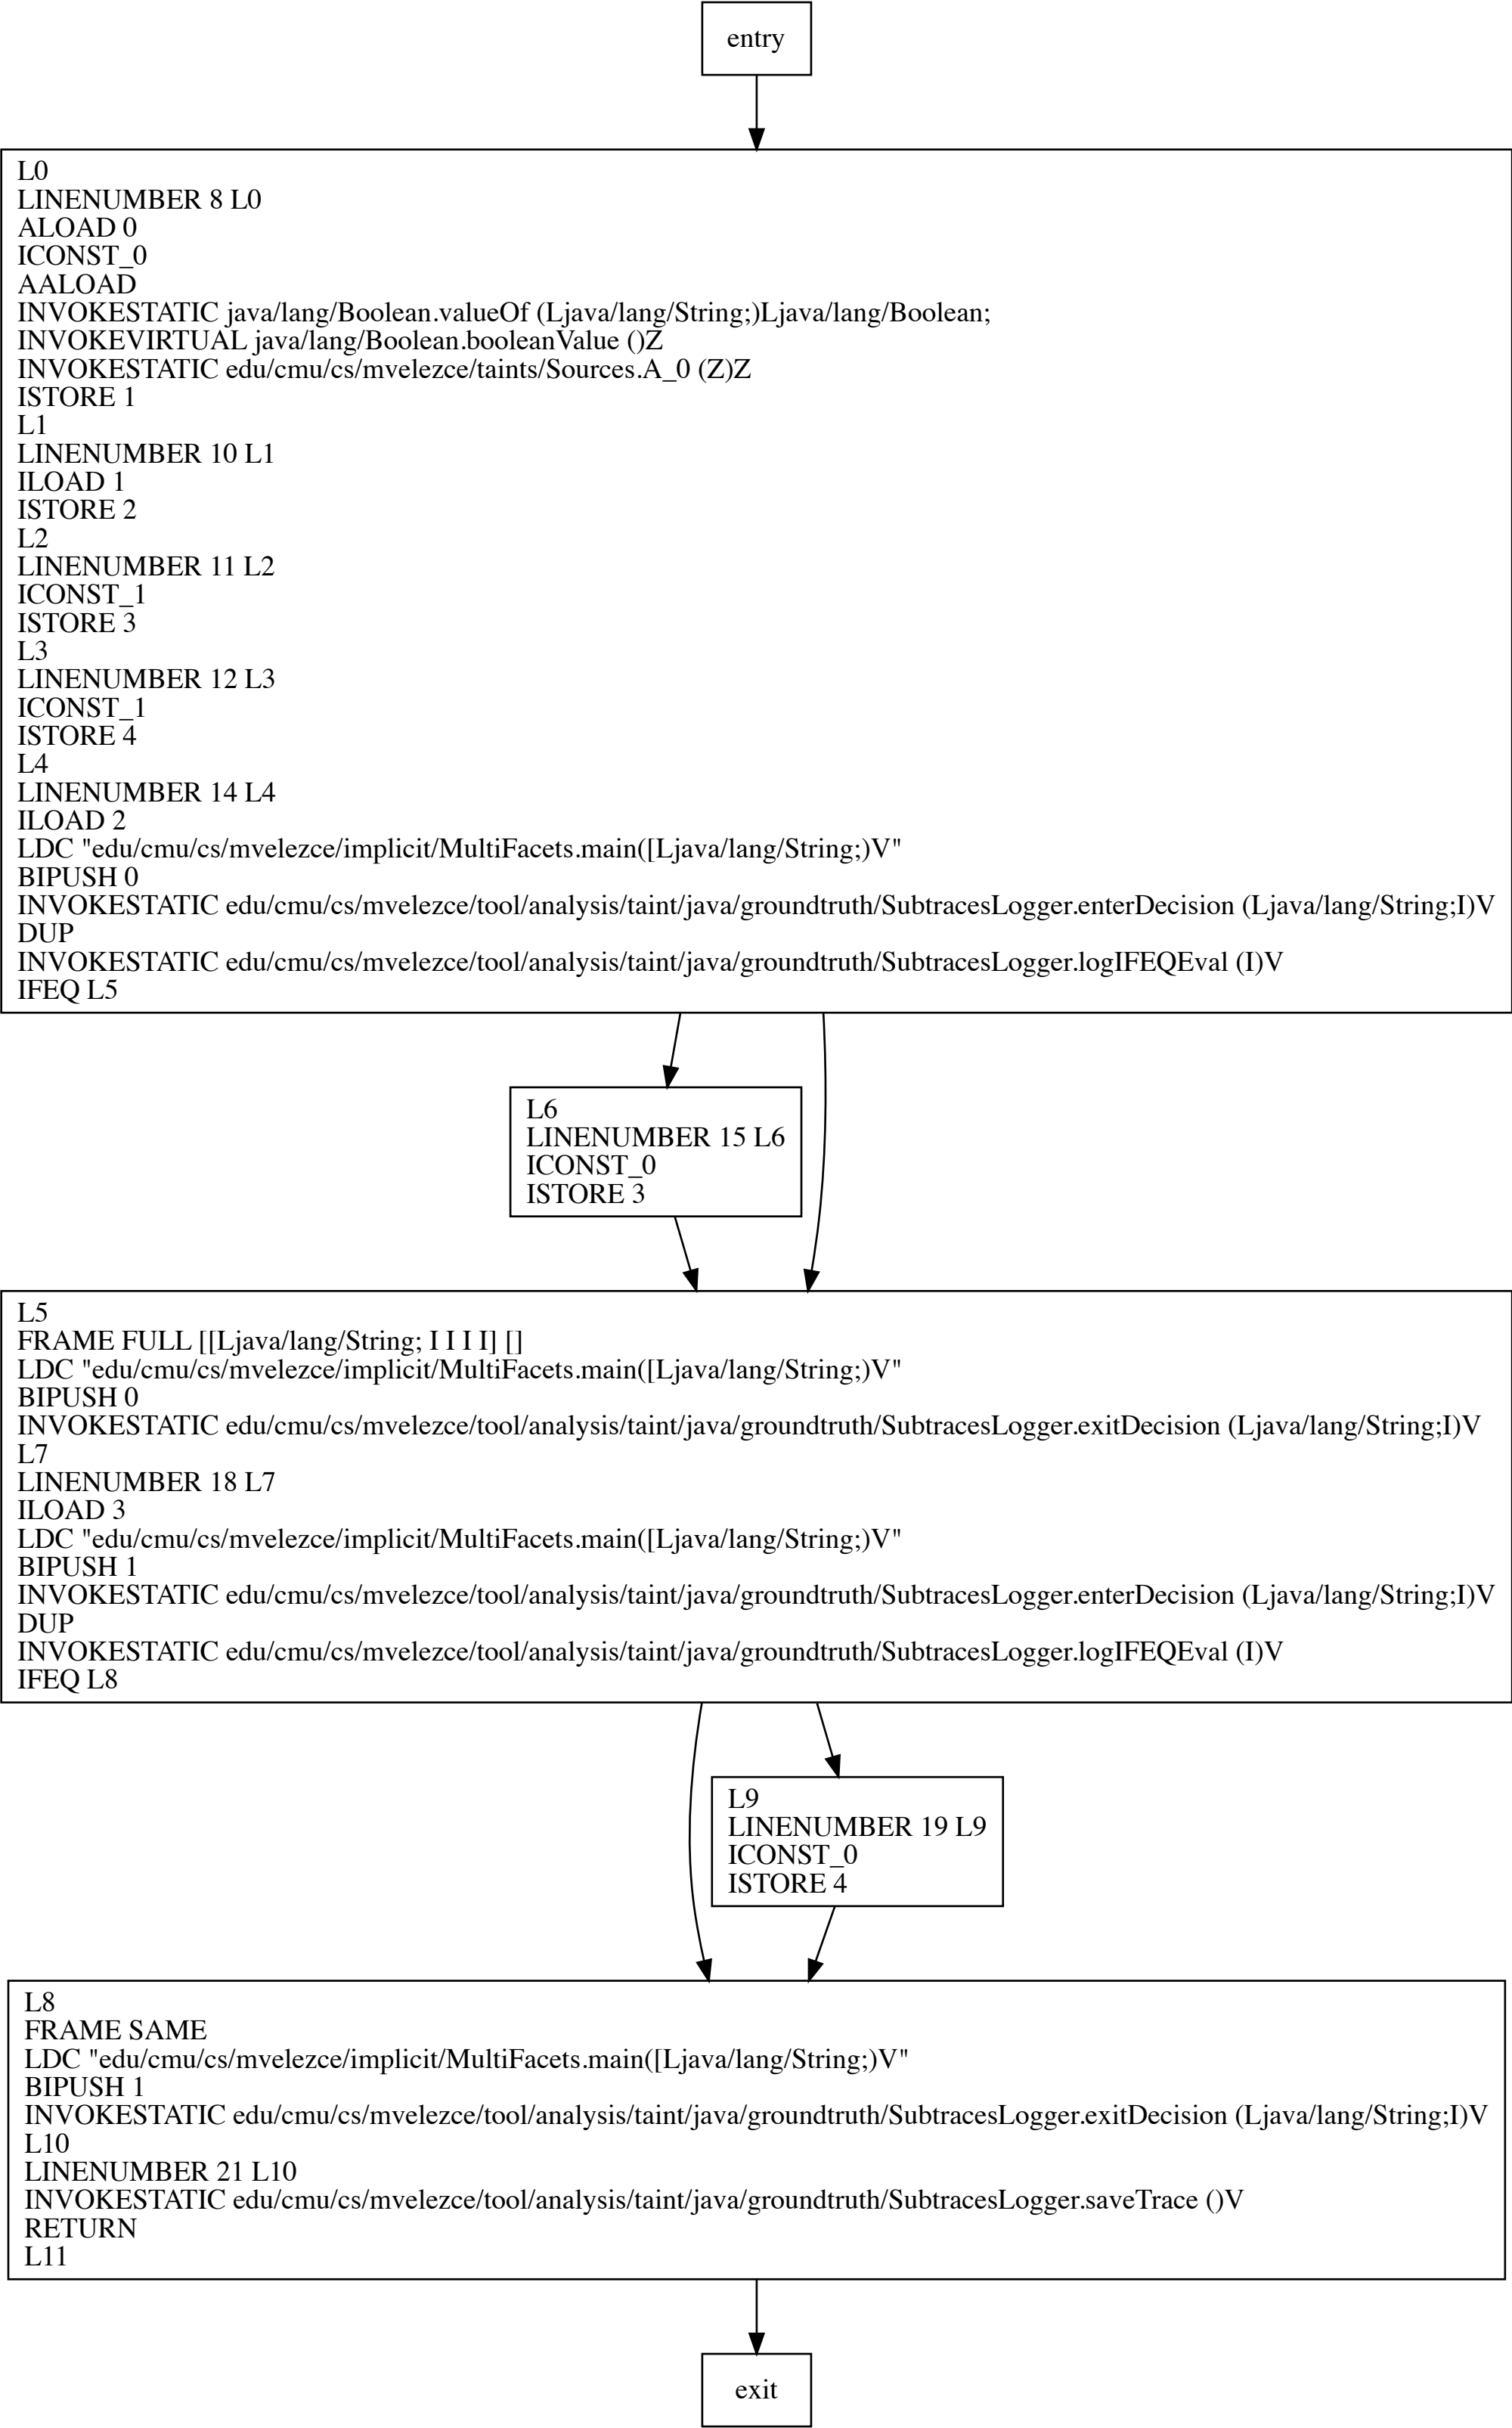 entry
L0
LINENUMBER 8 L0
ALOAD 0
ICONST_0
AALOAD
INVOKESTATIC java/lang/Boolean.valueOf (Ljava/lang/String;)Ljava/lang/Boolean;
INVOKEVIRTUAL java/lang/Boolean.booleanValue ()Z
INVOKESTATIC edu/cmu/cs/mvelezce/taints/Sources.A_0 (Z)Z
ISTORE 1
L1
LINENUMBER 10 L1
ILOAD 1
ISTORE 2
L2
LINENUMBER 11 L2
ICONST_1
ISTORE 3
L3
LINENUMBER 12 L3
ICONST_1
ISTORE 4
L4
LINENUMBER 14 L4
ILOAD 2
LDC "edu/cmu/cs/mvelezce/implicit/MultiFacets.main([Ljava/lang/String;)V"
BIPUSH 0
INVOKESTATIC edu/cmu/cs/mvelezce/tool/analysis/taint/java/groundtruth/SubtracesLogger.enterDecision (Ljava/lang/String;I)V
DUP
INVOKESTATIC edu/cmu/cs/mvelezce/tool/analysis/taint/java/groundtruth/SubtracesLogger.logIFEQEval (I)V
IFEQ L5
L6
LINENUMBER 15 L6
ICONST_0
ISTORE 3
L5
FRAME FULL [[Ljava/lang/String; I I I I] []
LDC "edu/cmu/cs/mvelezce/implicit/MultiFacets.main([Ljava/lang/String;)V"
BIPUSH 0
INVOKESTATIC edu/cmu/cs/mvelezce/tool/analysis/taint/java/groundtruth/SubtracesLogger.exitDecision (Ljava/lang/String;I)V
L7
LINENUMBER 18 L7
ILOAD 3
LDC "edu/cmu/cs/mvelezce/implicit/MultiFacets.main([Ljava/lang/String;)V"
BIPUSH 1
INVOKESTATIC edu/cmu/cs/mvelezce/tool/analysis/taint/java/groundtruth/SubtracesLogger.enterDecision (Ljava/lang/String;I)V
DUP
INVOKESTATIC edu/cmu/cs/mvelezce/tool/analysis/taint/java/groundtruth/SubtracesLogger.logIFEQEval (I)V
IFEQ L8
L9
LINENUMBER 19 L9
ICONST_0
ISTORE 4
L8
FRAME SAME
LDC "edu/cmu/cs/mvelezce/implicit/MultiFacets.main([Ljava/lang/String;)V"
BIPUSH 1
INVOKESTATIC edu/cmu/cs/mvelezce/tool/analysis/taint/java/groundtruth/SubtracesLogger.exitDecision (Ljava/lang/String;I)V
L10
LINENUMBER 21 L10
INVOKESTATIC edu/cmu/cs/mvelezce/tool/analysis/taint/java/groundtruth/SubtracesLogger.saveTrace ()V
RETURN
L11
exit